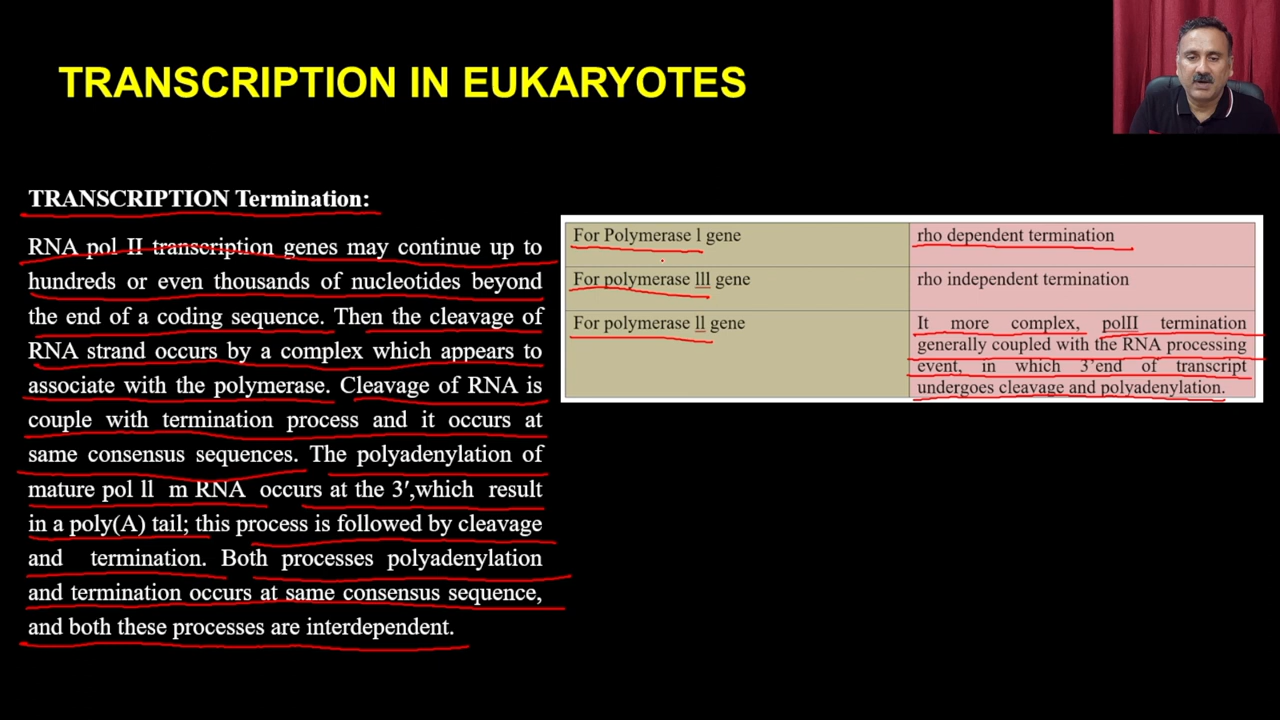 TRANSCRIPTION IN EUKARYOTES
TRANSCRIPTION Termination:
RNA pol II transcription genes may continue up to
hundreds or even thousands of nucleotides beyond
the end of a coding sequence. Then the cleavage of
RNA strand occurs by a complex which appears to
associate with the polymerase. Cleavage of RNA is
couple with termination process and it occurs at
same consensus sequences. The polyadenylation of
mature pol ll m RNA occurs at the 3′,which result
in a poly(A) tail; this process is followed by cleavage
and termination. Both processes polyadenylation
and termination occurs at same consensus sequence,
and both these processes are interdependent.
For Polymerase l gene
rho dependent termination
For polymerase lll gene
rho independent termination
For polymerase ll gene
It more complex, polII termination
generally coupled with the RNA processing
event, in which 3’end of transcript
undergoes cleavage and polyadenylation.